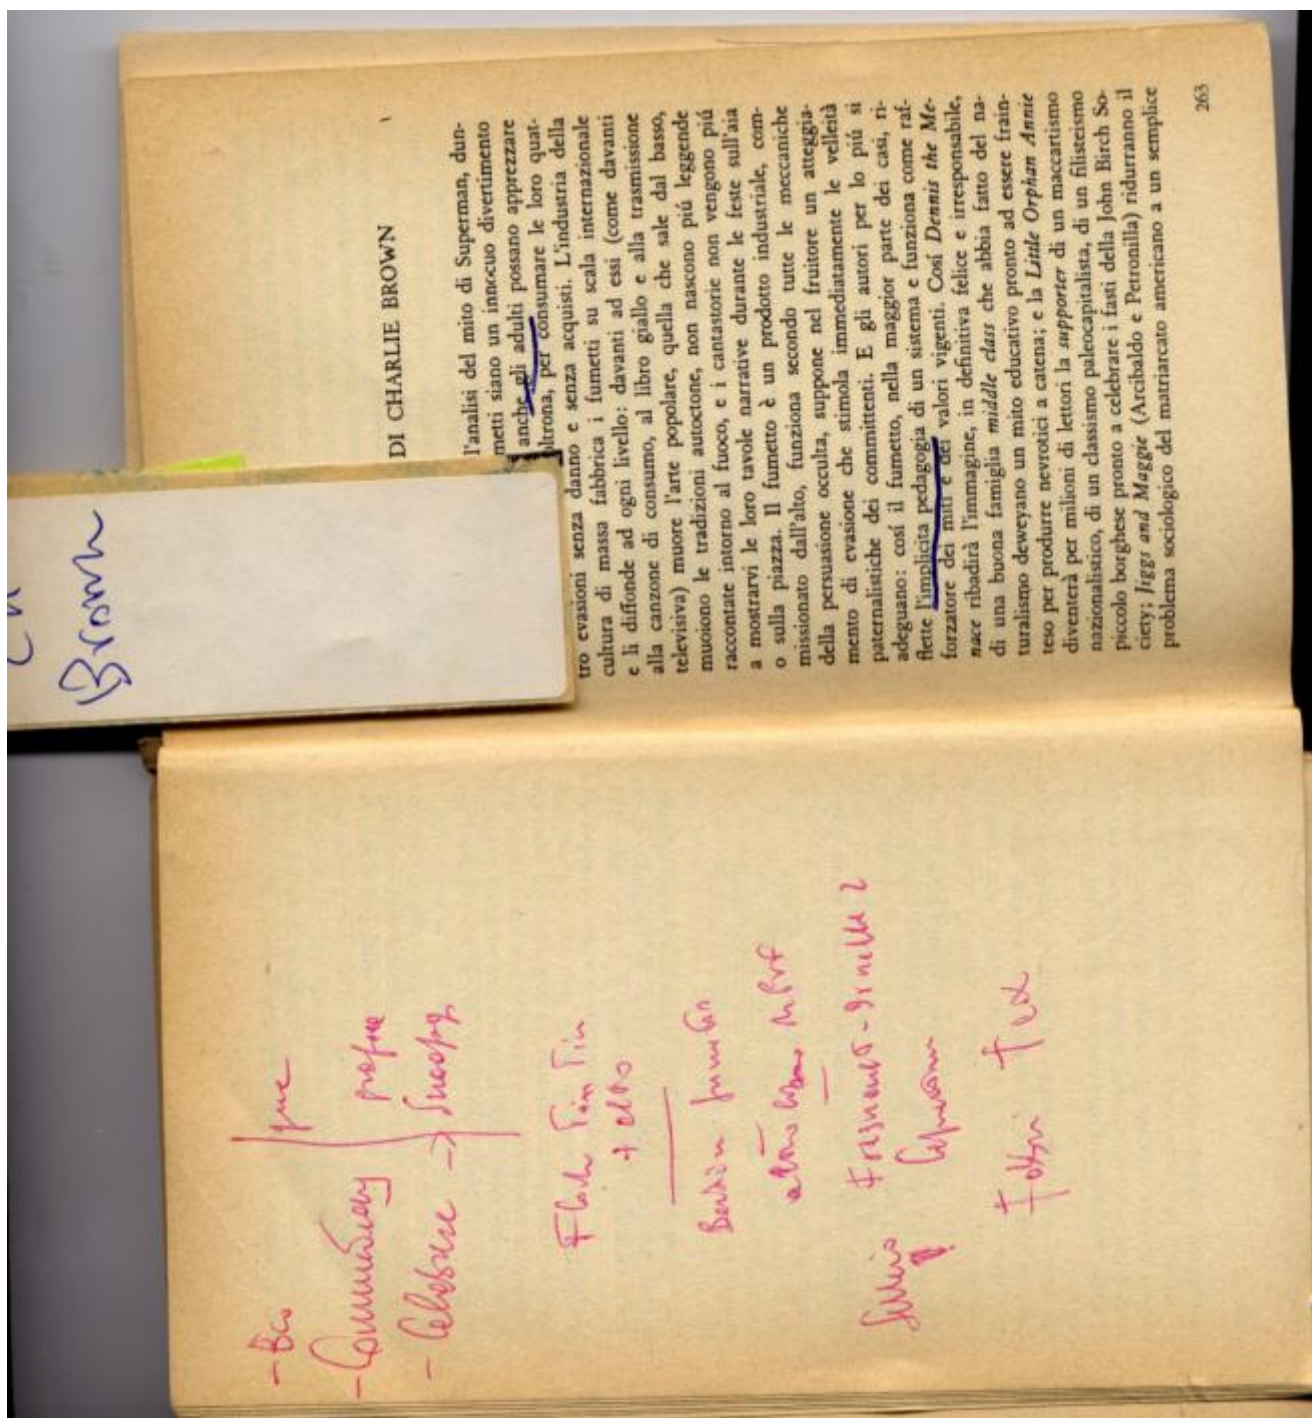 Snoopy
Tin Tin
Brown
DI CHARLIE BROWN
l'analisi del mito di Superman, dun-
metti siano un innocuo divertimento
anche gli adulti possano apprezzare
oltrona, per consumare le loro quat-
tro evasioni senza danno e senza acquisti. L'industria della
cultura di massa fabbrica i fumetti su scala internazionale
e li diffonde ad ogni livello: davanti ad essi (come davanti
alla canzone di consumo, al libro giallo e alla trasmissione
televisiva) muore l'arte popolare, quella che sale dal basso,
muoiono le tradizioni autoctone, non nascono piú leggende
raccontate intorno al fuoco, e i cantastorie non vengono piú
a mostrarvi le loro tavole narrative durante le feste sull'aia
o sulla piazza. Il fumetto è un prodotto industriale, com-
missionato dall'alto, funziona secondo tutte le meccaniche
della persuasione occulta, suppone nel fruitore un atteggia-
mento di evasione che stimola immediatamente le velleità
paternalistiche dei committenti. E gli autori per lo piú si
adeguano: cosí il fumetto, nella maggior parte dei casi, ri-
flette l'implicita pedagogia di un sistema e funziona come raf-
forzatore dei miti e dei valori vigenti. Cosí Dennis the Me-
nace ribadirà l'immagine, in definitiva felice e irresponsabile,
di una buona famiglia middle class che abbia fatto del na-
turalismo deweyano un mito educativo pronto ad essere frain-
teso per produrre nevrotici a catena; e la Little Orphan Annie
diventerà per milioni di lettori la supporter di un maccartismo
nazionalistico, di un classismo paleocapitalista, di un filisteismo
piccolo borghese pronto a celebrare i fasti della John Birch So-
ciety; Jiggs and Maggie (Arcibaldo e Petronilla) ridurranno il
problema sociologico del matriarcato americano a un semplice
263